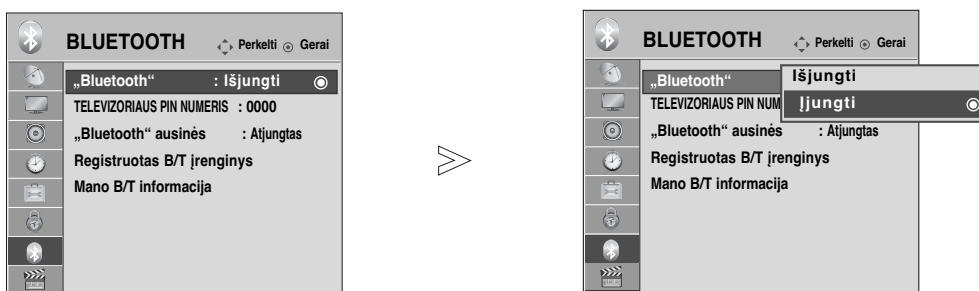 BLUETOOTH Perkelti Gerai
„Bluetooth“ : Išjungti
TELEVIZORIAUS PIN NUMERIS : 0000
„Bluetooth“ ausinės : Atjungtas
Registruotas B/T įrenginys
Mano B/T informacija
BLUETOOTH Perkelti Gerai
„Bluetooth“
Išjungti
Įjungti
TELEVIZORIAUS PIN NUM
„Bluetooth“ ausinės : Atjungtas
Registruotas B/T įrenginys
Mano B/T informacija